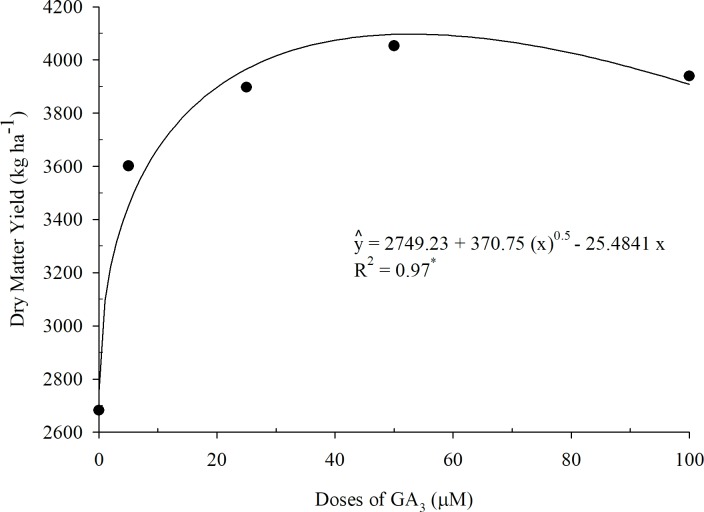 4200
4000
3800
3600
3400
3200
3000
2800
2600
Dry Matter Yield (kg ha⁻¹)
ŷ = 2749.23 + 370.75 (x)⁰·⁵ - 25.4841 x
R² = 0.97*
0 20 40 60 80 100
Doses of GA₃ (μM)